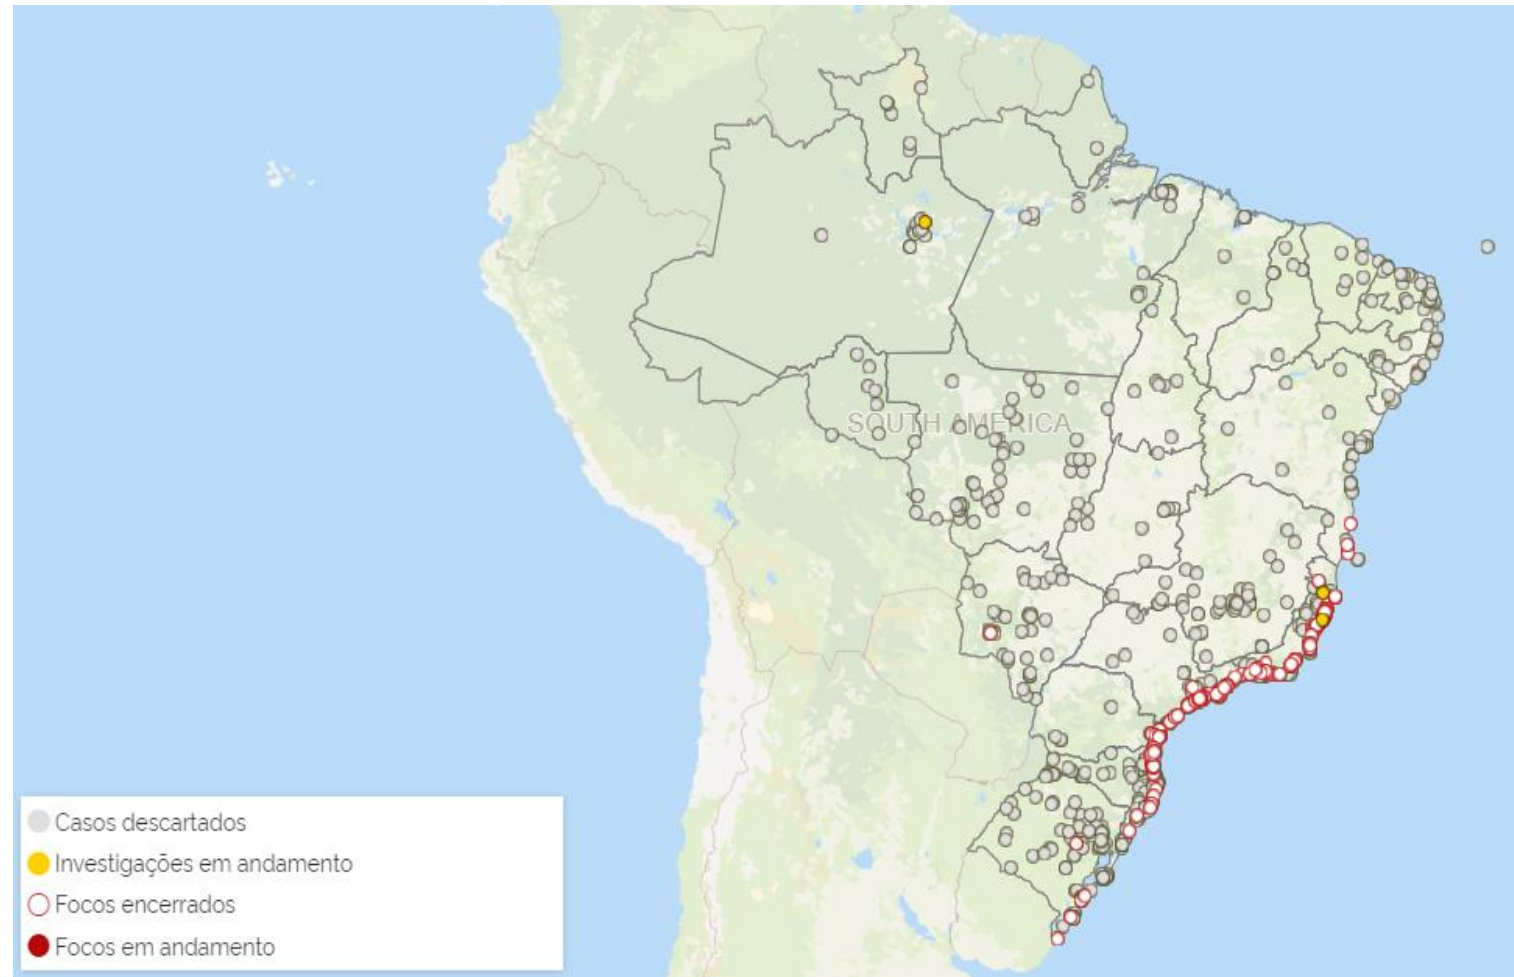 SOUTH AMERICA
Casos descartados
Investigações em andamento
Focos encerrados
Focos em andamento